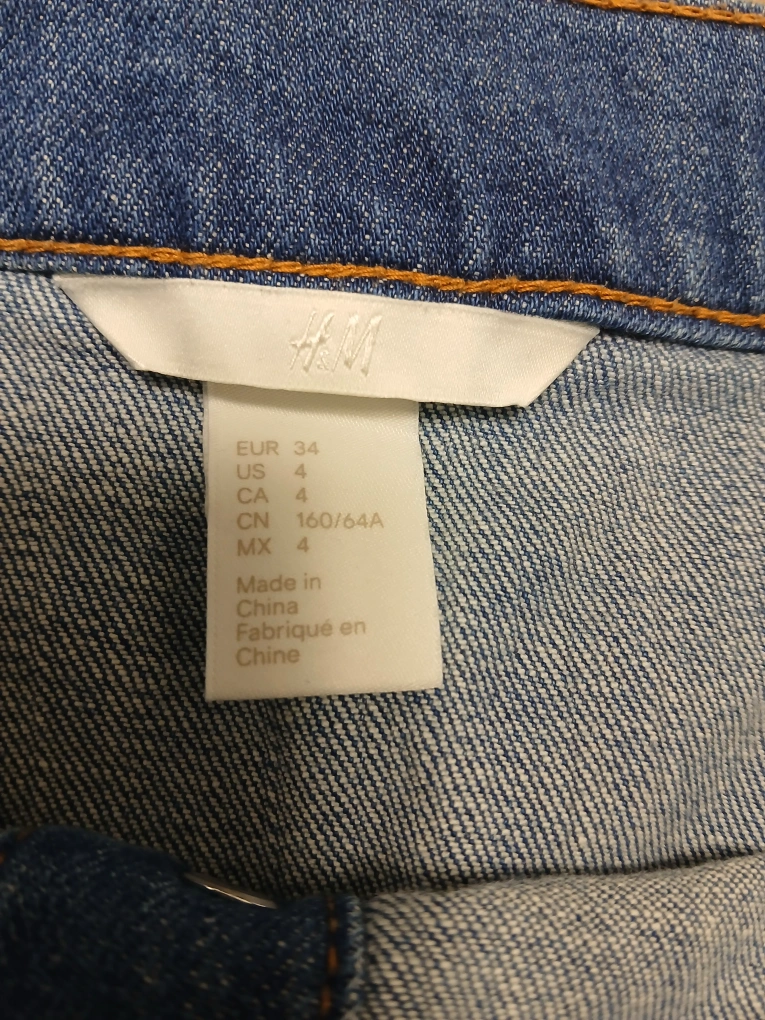 H&M
EUR 34
US 4
CA 4
CN 160/64A
MX 4
Made in
China
Fabriqué en
Chine